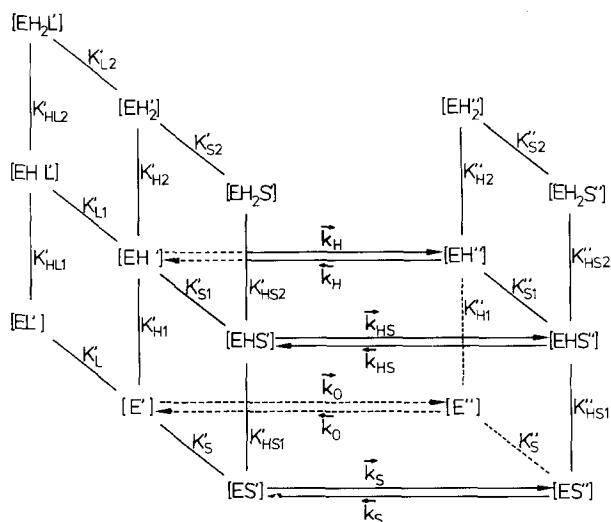 [EH₂L']
K'L2
K'HL2
[EH₂']
[EH₂'']
K'S2
K''S2
[EH L']
K'H2
[EH₂S']
K''H2
[EH₂S'']
K'L1
k⃗H
K'HL1
[EH ']
k⃖H
[EH'']
K'S1
K'HS2
K''S1
K''HS2
K'H1
K''H1
[EL']
[EHS']
k⃗HS
k⃖HS
[EHS'']
K'L
[E']
k⃗0
k⃖0
[E'']
K'S
K'HS1
K''S
K''HS1
[ES']
k⃗S
k⃖S
[ES'']